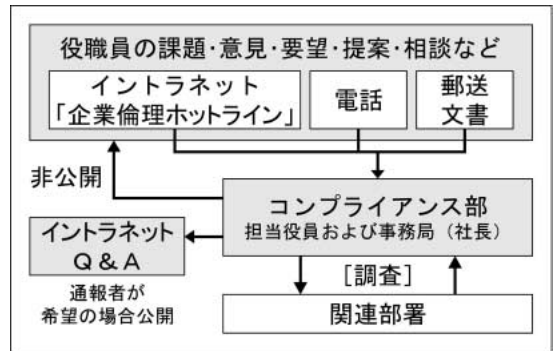 役職員の課題・意見・要望・提案・相談など
イントラネット
「企業倫理ホットライン」
電話
郵送
文書
非公開
コンプライアンス部
担当役員および事務局（社長）
イントラネット
Q & A
通報者が
希望の場合公開
［調査］
関連部署